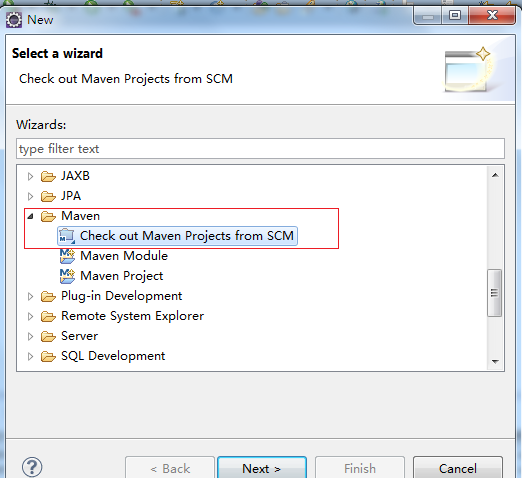 New
Select a wizard
Check out Maven Projects from SCM
Wizards:
type filter text
JAXB
JPA
Maven
Check out Maven Projects from SCM
Maven Module
Maven Project
Plug-in Development
Remote System Explorer
Server
SQL Development
?
< Back
Next >
Finish
Cancel